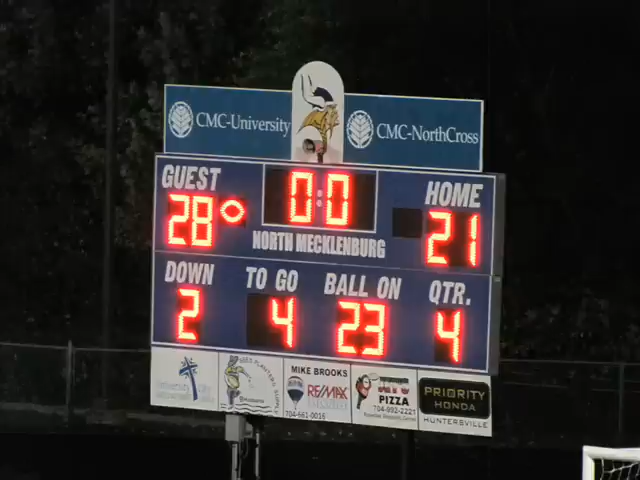 CMC-University
CMC-NorthCross
GUEST
0:0
HOME
28
21
NORTH MECKLENBURG
DOWN
TO GO
BALL ON
QTR.
2
4
23
4
MIKE BROOKS
RE/MAX
704-661-0016
PIZZA
704-992-2221
PRIORITY
HONDA
HUNTERSVILLE